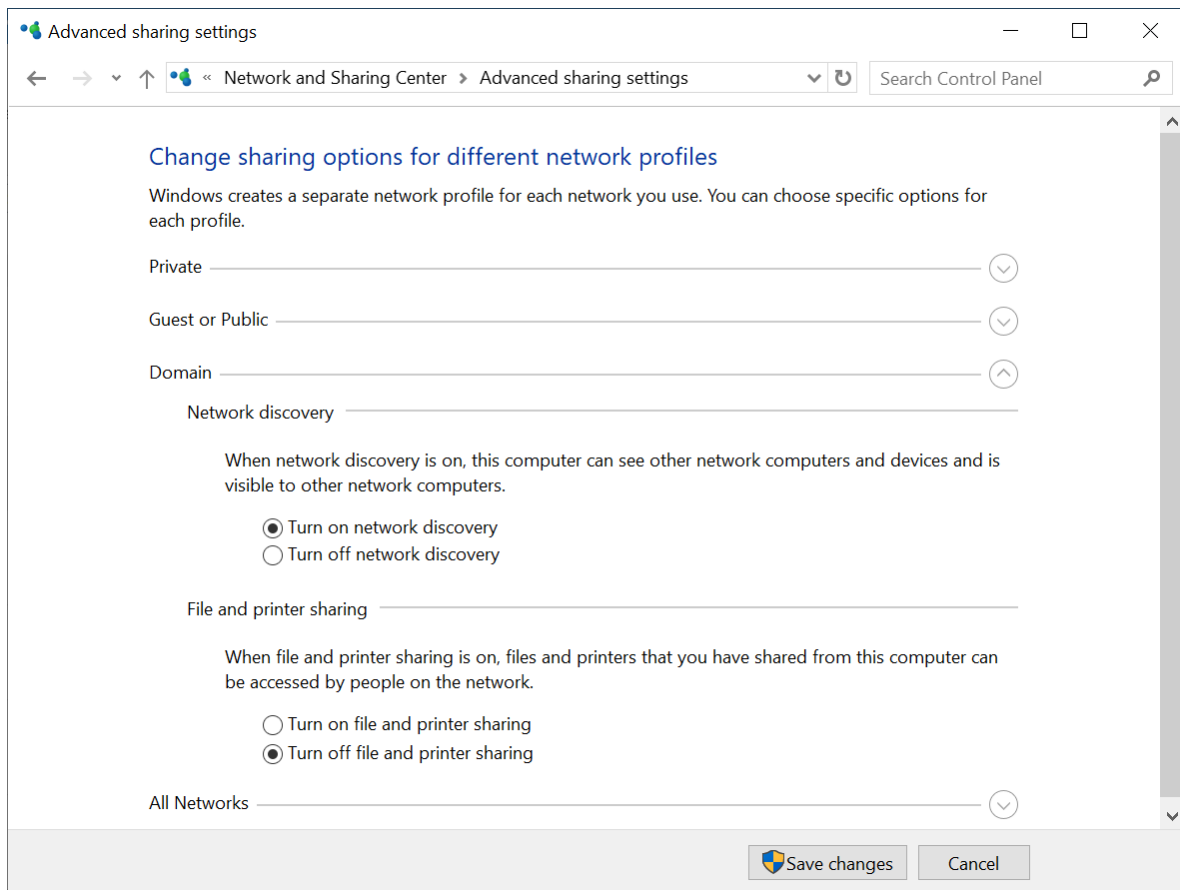 Advanced sharing settings
« Network and Sharing Center > Advanced sharing settings
Search Control Panel
Change sharing options for different network profiles
Windows creates a separate network profile for each network you use. You can choose specific options for
each profile.
Private
Guest or Public
Domain
Network discovery
When network discovery is on, this computer can see other network computers and devices and is
visible to other network computers.
Turn on network discovery
Turn off network discovery
File and printer sharing
When file and printer sharing is on, files and printers that you have shared from this computer can
be accessed by people on the network.
Turn on file and printer sharing
Turn off file and printer sharing
All Networks
Save changes
Cancel